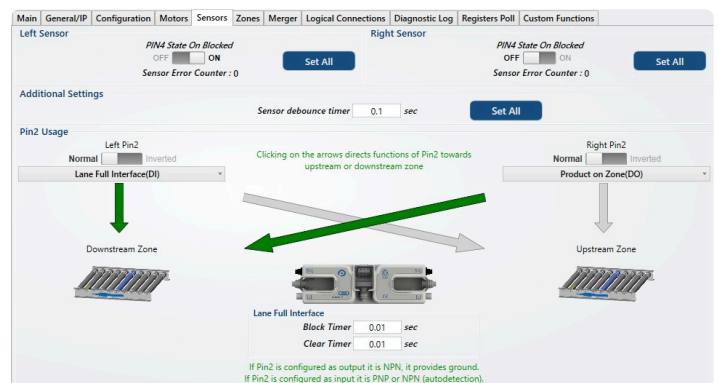 Main General/IP Configuration Motors Sensors Zones Merger Logical Connections Diagnostic Log Registers Poll Custom Functions
Left Sensor
PIN4 State On Blocked
OFF ON
Sensor Error Counter : 0
Set All
Right Sensor
PIN4 State On Blocked
OFF ON
Sensor Error Counter : 0
Set All
Additional Settings
Sensor debounce timer 0.1 sec
Set All
Pin2 Usage
Left Pin2
Normal Inverted
Lane Full Interface(DI)
Clicking on the arrows directs functions of Pin2 towards
upstream or downstream zone
Right Pin2
Normal Inverted
Product on Zone(DO)
Downstream Zone
Upstream Zone
Lane Full Interface
Block Timer 0.01 sec
Clear Timer 0.01 sec
If Pin2 is configured as output it is NPN, it provides ground.
If Pin2 is configured as input it is PNP or NPN (autodetection).